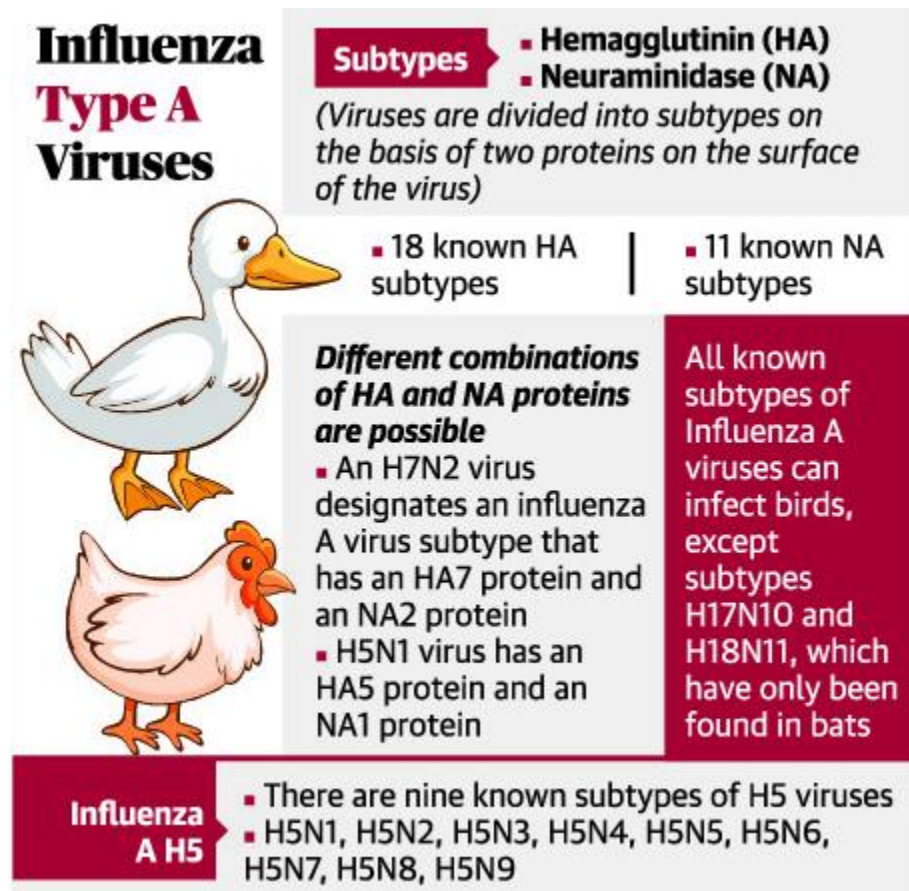 Influenza
Type A
Viruses
Subtypes
▪ Hemagglutinin (HA)
▪ Neuraminidase (NA)
(Viruses are divided into subtypes on
the basis of two proteins on the surface
of the virus)
▪ 18 known HA
subtypes
▪ 11 known NA
subtypes
Different combinations
of HA and NA proteins
are possible
▪ An H7N2 virus
designates an influenza
A virus subtype that
has an HA7 protein and
an NA2 protein
▪ H5N1 virus has an
HA5 protein and an
NA1 protein
All known
subtypes of
Influenza A
viruses can
infect birds,
except
subtypes
H17N10 and
H18N11, which
have only been
found in bats
Influenza
A H5
▪ There are nine known subtypes of H5 viruses
▪ H5N1, H5N2, H5N3, H5N4, H5N5, H5N6,
H5N7, H5N8, H5N9